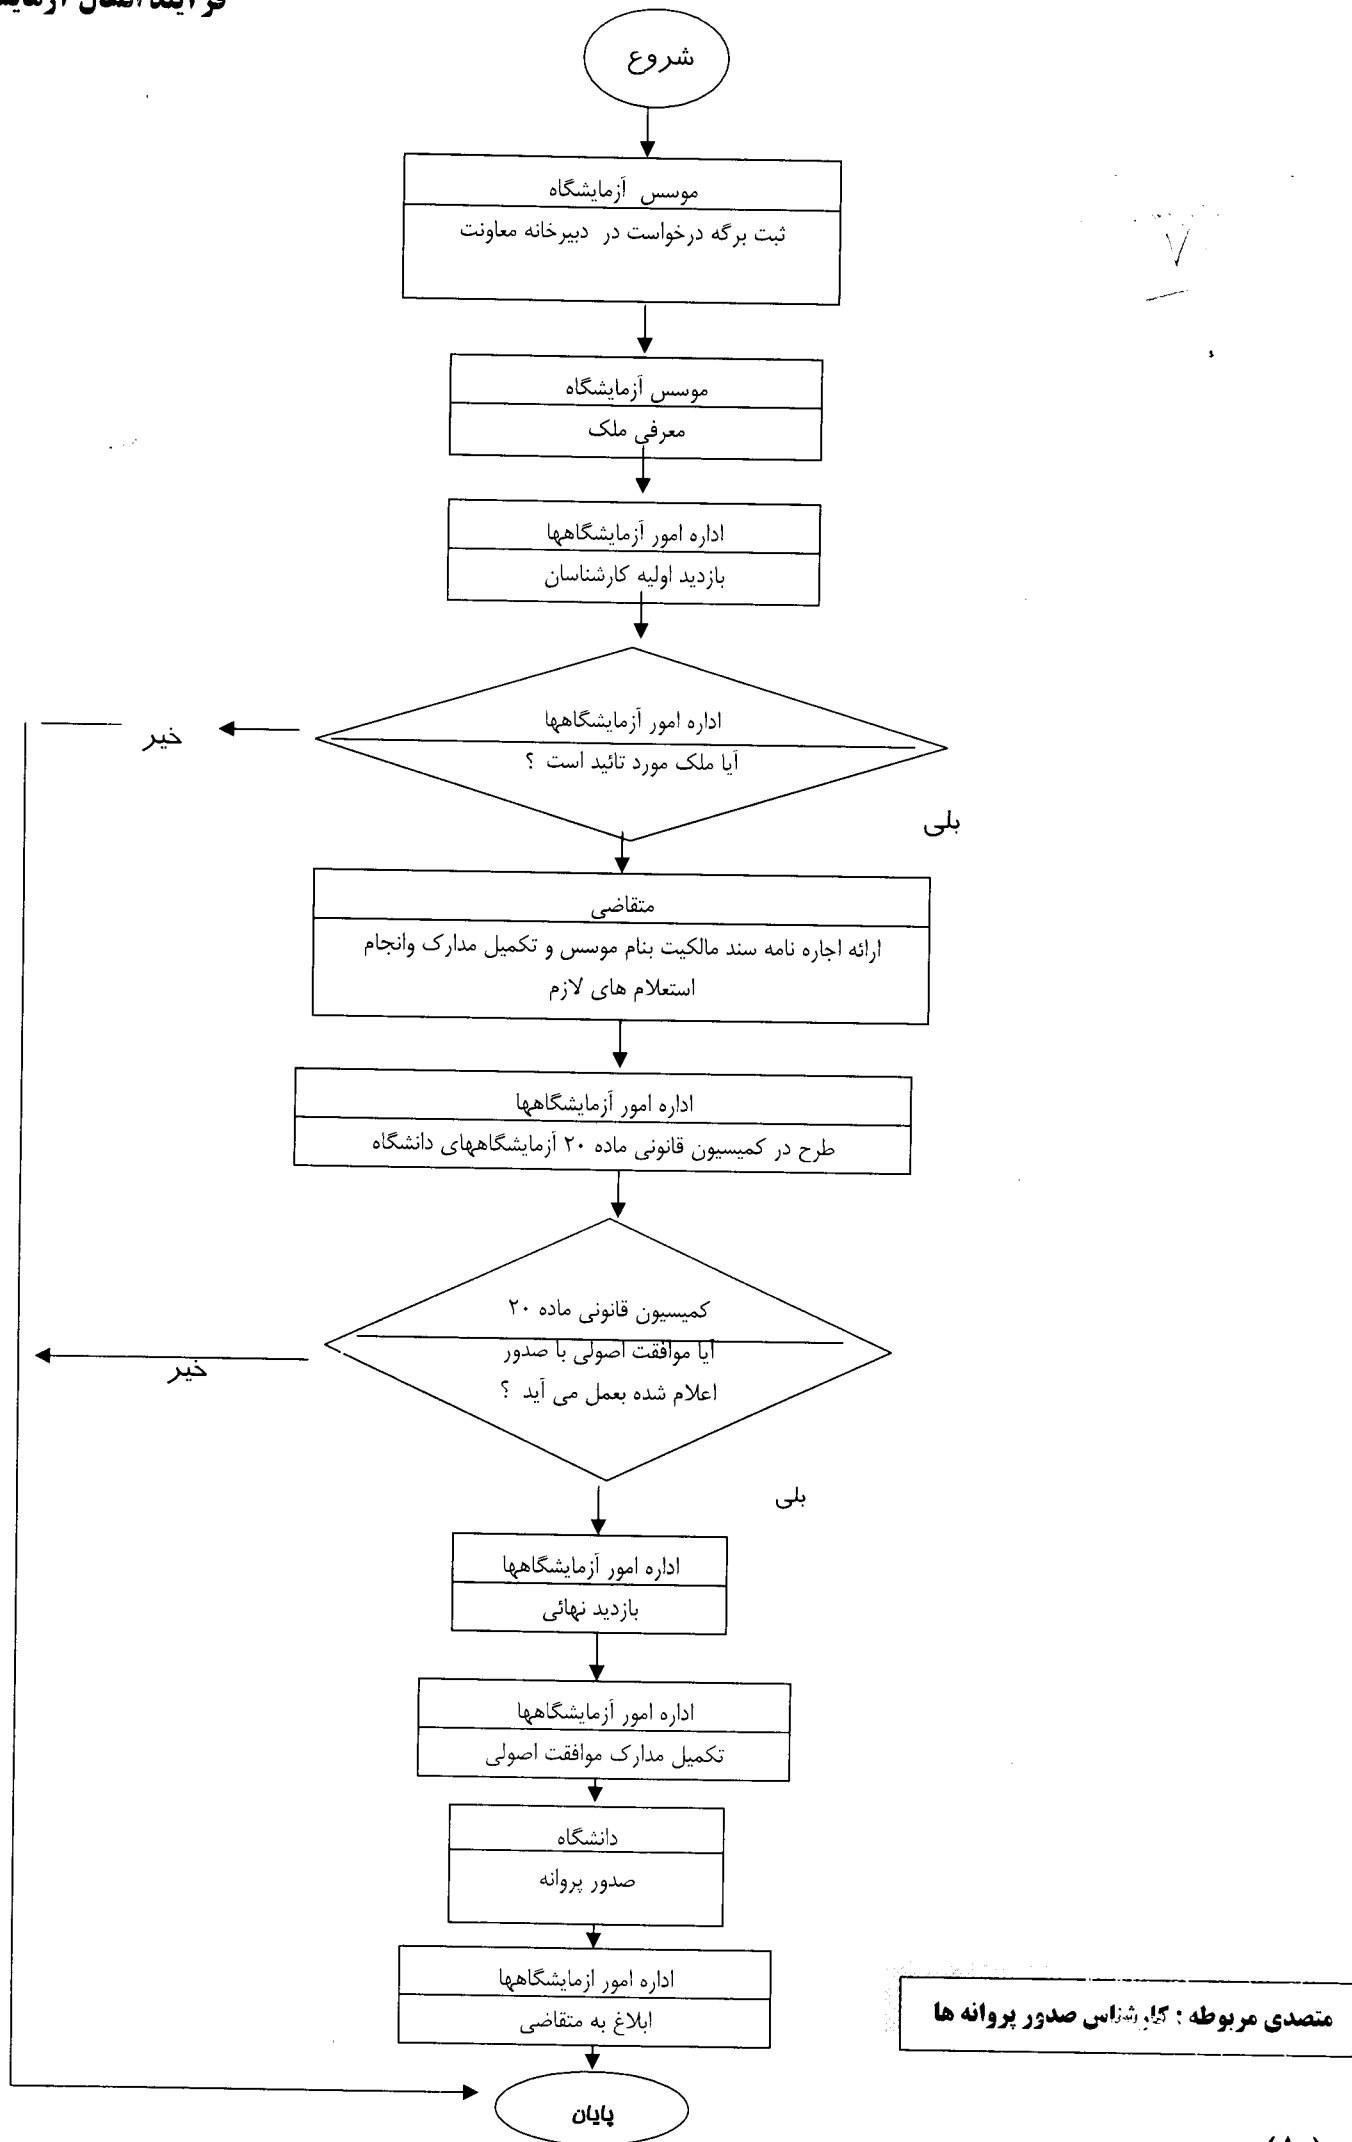 فرآیند انتقال
شروع
موسس آزمایشگاه
ثبت برگه درخواست در دبیرخانه معاونت
۷
موسس آزمایشگاه
معرفی ملک
اداره امور آزمایشگاهها
بازدید اولیه کارشناسان
اداره امور آزمایشگاهها
آیا ملک مورد تائید است ؟
خیر
بلی
متقاضی
ارائه اجاره نامه سند مالکیت بنام موسس و تکمیل مدارک وانجام
استعلام های لازم
اداره امور آزمایشگاهها
طرح در کمیسیون قانونی ماده ۲۰ آزمایشگاههای دانشگاه
کمیسیون قانونی ماده ۲۰
آیا موافقت اصولی با صدور
اعلام شده بعمل می آید ؟
خیر
بلی
اداره امور آزمایشگاهها
بازدید نهائی
اداره امور آزمایشگاهها
تکمیل مدارک موافقت اصولی
دانشگاه
صدور پروانه
اداره امور ازمایشگاهها
ابلاغ به متقاضی
متصدی مربوطه : کارشناس صدور پروانه ها
پایان